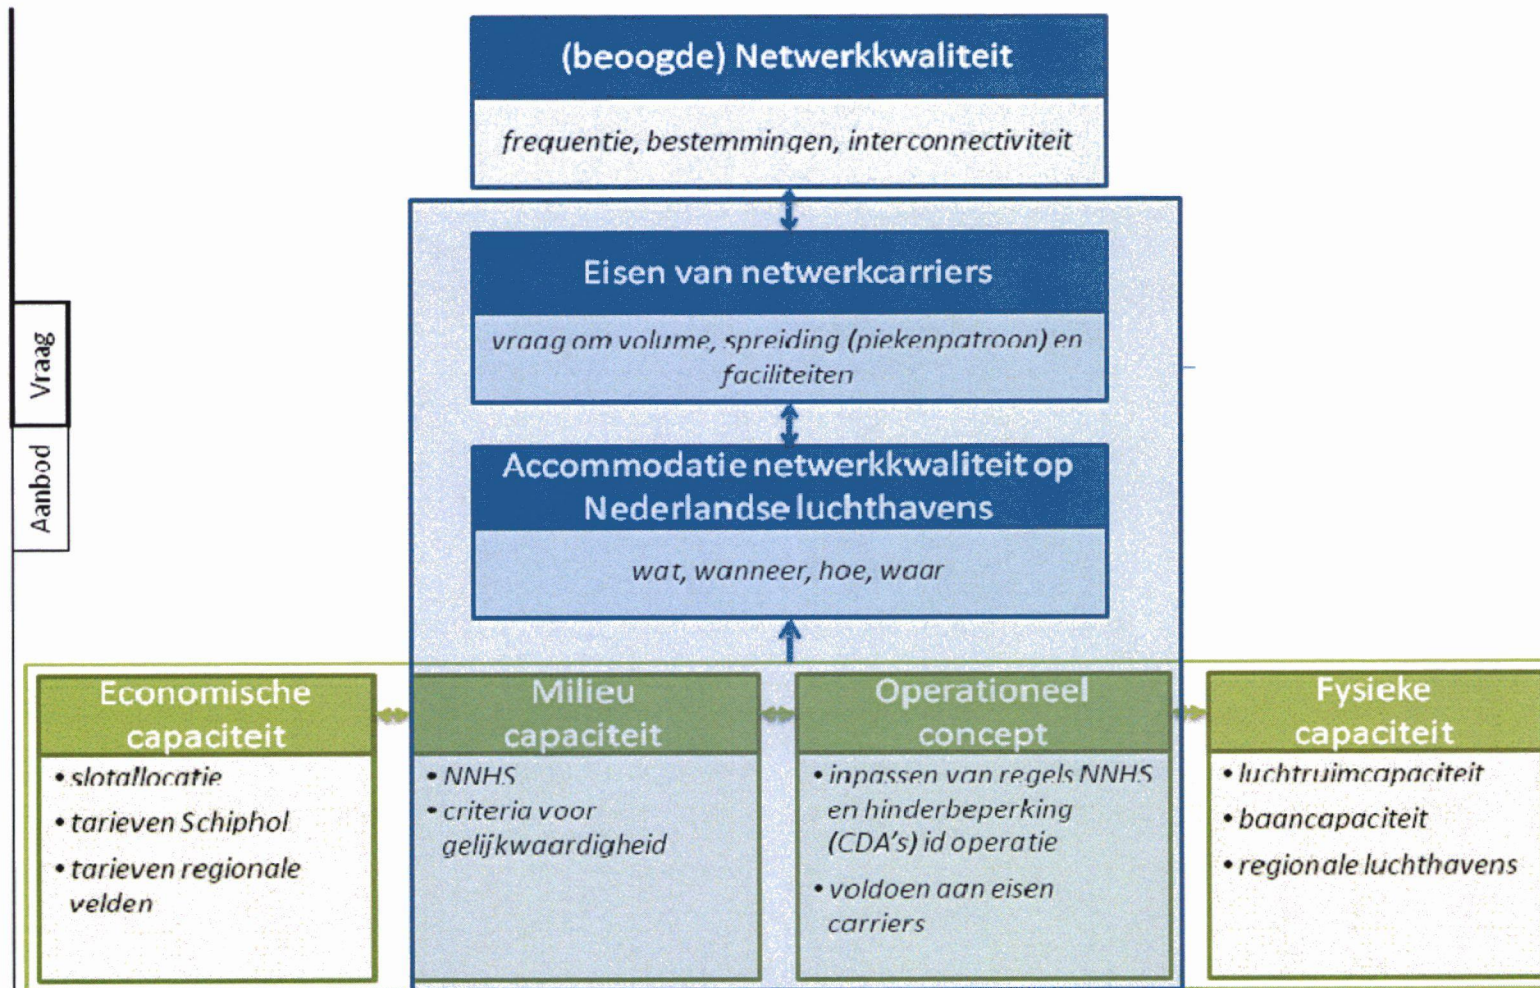 (beoogde) Netwerkkwaliteit
frequentie, bestemmingen, interconnectiviteit
Eisen van netwerkcarriers
vraag om volume, spreiding (piekenpatroon) en
faciliteiten
Vraag
Aanbod
Accommodatie netwerkkwaliteit op
Nederlandse luchthavens
wat, wanneer, hoe, waar
Economische
capaciteit
• slotallocatie
• tarieven Schiphol
• tarieven regionale
velden
Milieu
capaciteit
• NNHS
• criteria voor
gelijkwaardigheid
Operationeel
concept
• inpassen van regels NNHS
en hinderbeperking
(CDA's) id operatie
• voldoen aan eisen
carriers
Fysieke
capaciteit
• luchtruimcapaciteit
• baancapaciteit
• regionale luchthavens